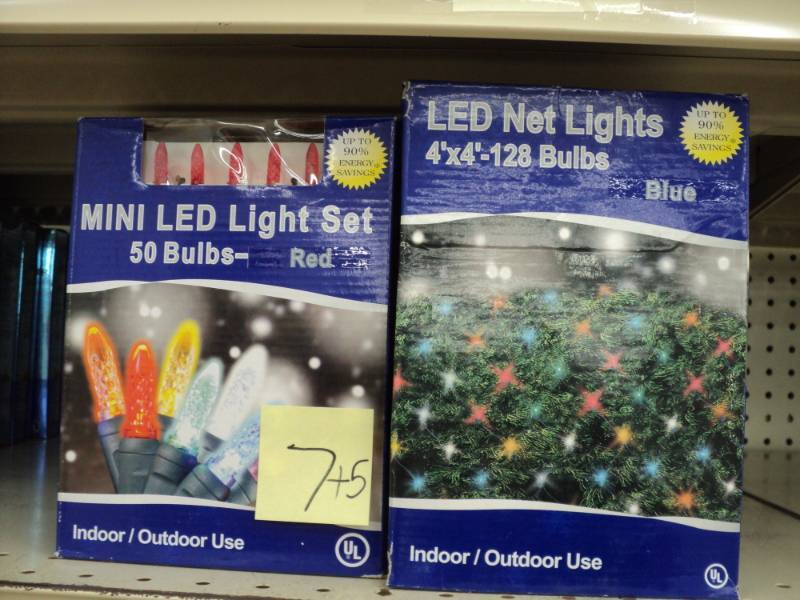 UP TO
90%
ENERGY
SAVINGS
MINI LED Light Set
50 Bulbs- Red
7+5
Indoor / Outdoor Use
UL
LED Net Lights
4'x4'-128 Bulbs
Blue
UP TO
90%
ENERGY
SAVINGS
Indoor / Outdoor Use
UL